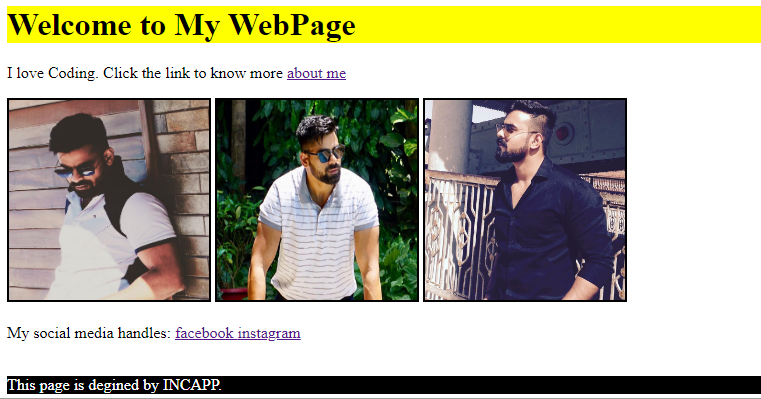 Welcome to My WebPage
I love Coding. Click the link to know more about me
My social media handles: facebook instagram
This page is degined by INCAPP.